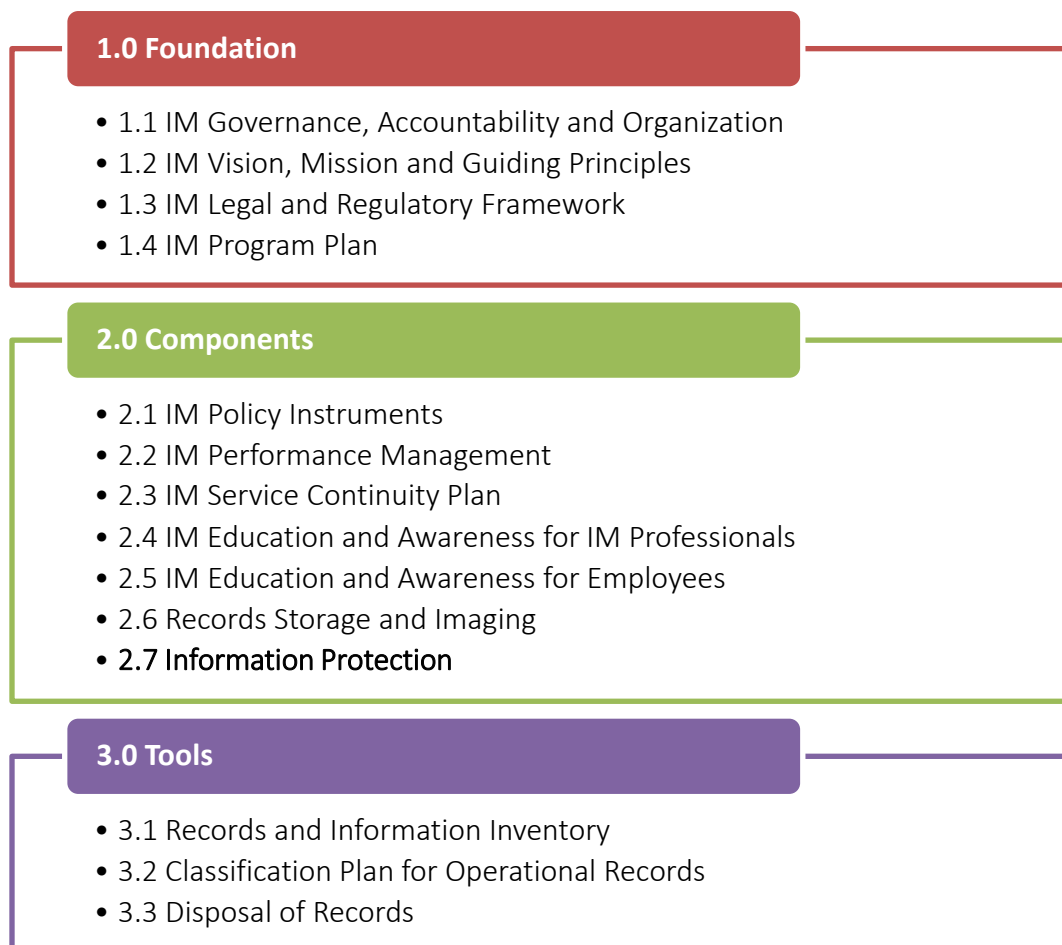 1.0 Foundation
• 1.1 IM Governance, Accountability and Organization
• 1.2 IM Vision, Mission and Guiding Principles
• 1.3 IM Legal and Regulatory Framework
• 1.4 IM Program Plan
2.0 Components
• 2.1 IM Policy Instruments
• 2.2 IM Performance Management
• 2.3 IM Service Continuity Plan
• 2.4 IM Education and Awareness for IM Professionals
• 2.5 IM Education and Awareness for Employees
• 2.6 Records Storage and Imaging
• 2.7 Information Protection
3.0 Tools
• 3.1 Records and Information Inventory
• 3.2 Classification Plan for Operational Records
• 3.3 Disposal of Records